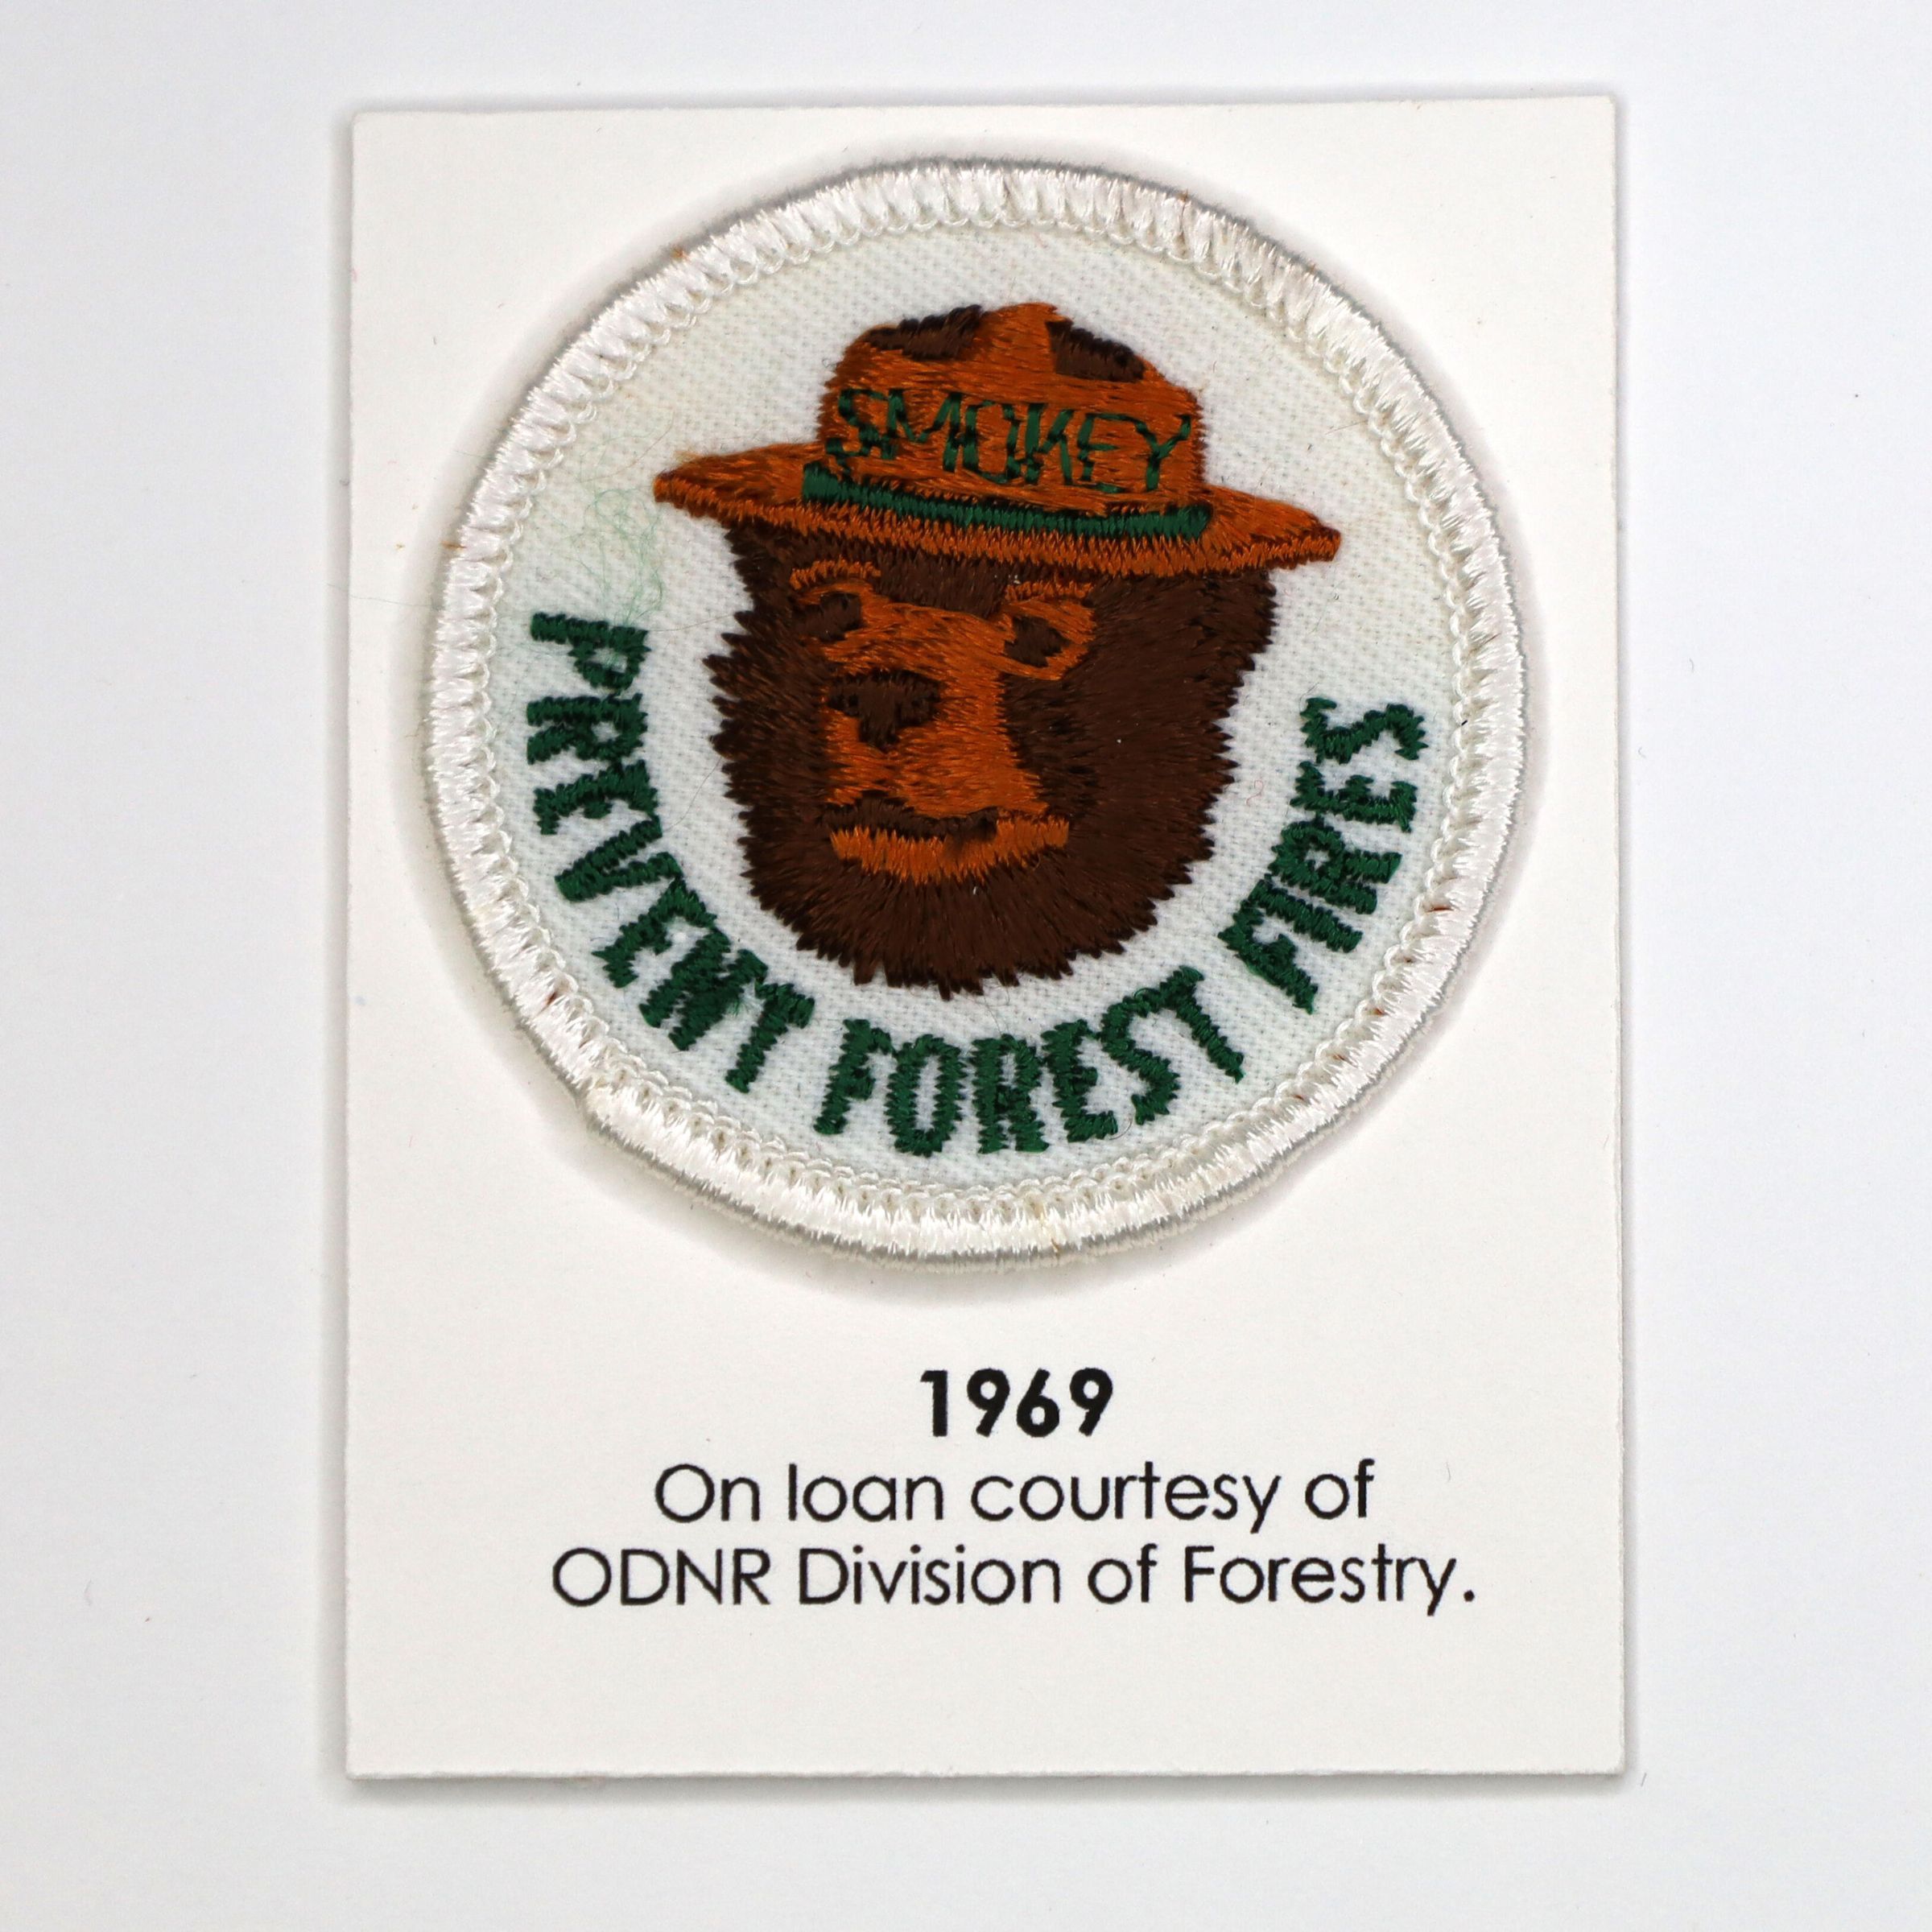 SMOKEY
PREVENT FOREST FIRES
1969
On loan courtesy of
ODNR Division of Forestry.